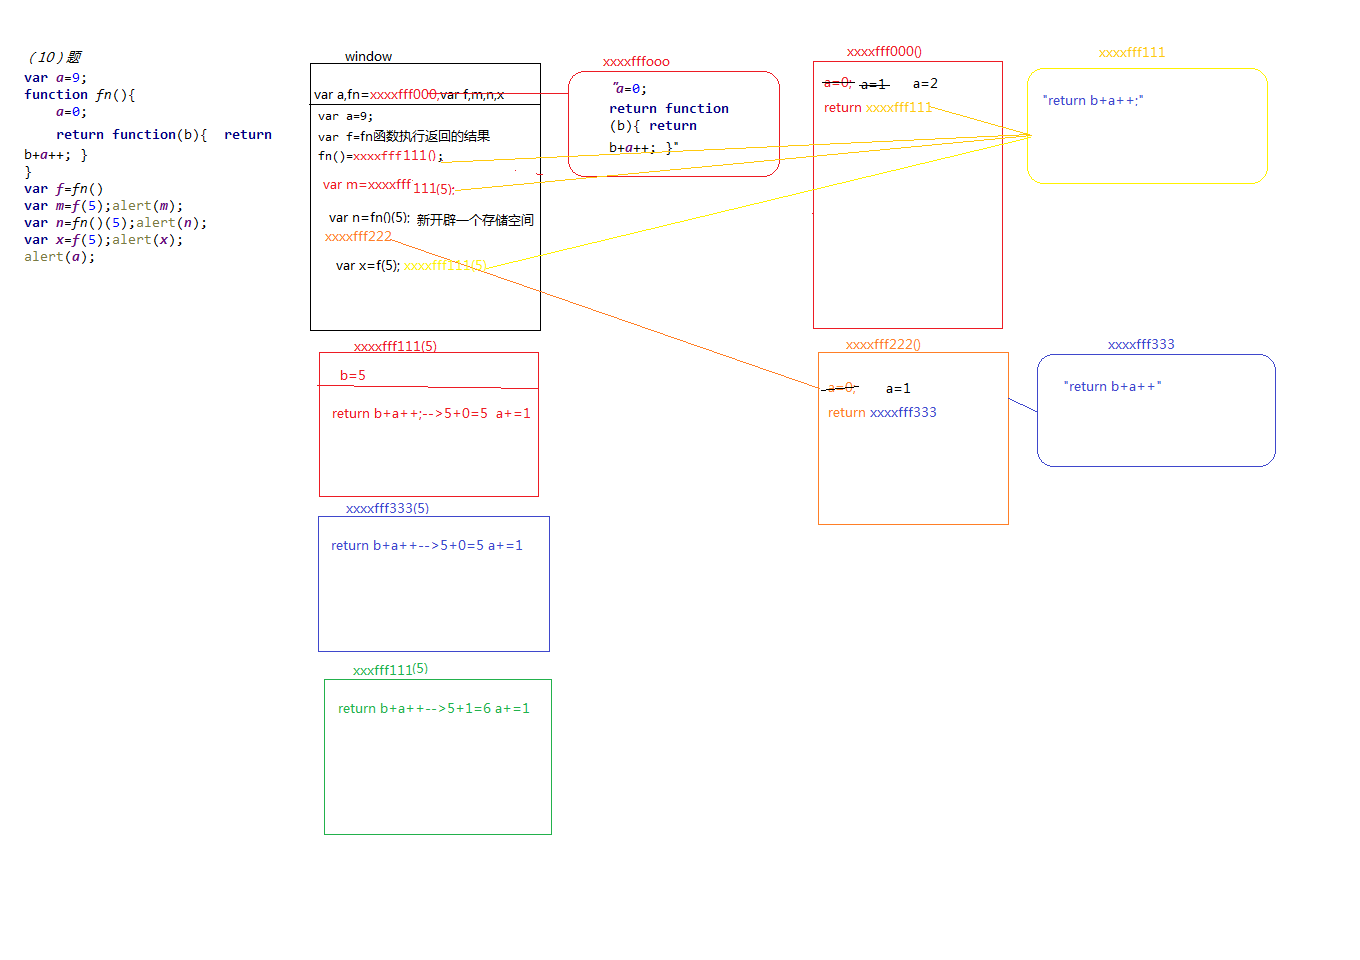 （10）题
var a=9;
function fn(){
a=0;
return function(b){ return
b+a++; }
}
var f=fn()
var m=f(5);alert(m);
var n=fn()(5);alert(n);
var x=f(5);alert(x);
alert(a);
window
var a,fn=xxxxfff000,var f,m,n,x
var a=9;
var f=fn函数执行返回的结果
fn()=xxxxfff111();
var m=xxxxfff111(5);
var n=fn()(5); 新开辟一个存储空间
xxxxfff222
var x=f(5); xxxxfff111(5)
xxxxfffooo
"a=0;
return function
(b){ return
b+a++; }"
xxxxfff000()
a=0; a=1 a=2
return xxxxfff111
xxxxfff111
"return b+a++;"
xxxxfff111(5)
b=5
return b+a++;-->5+0=5 a+=1
xxxxfff222()
a=0; a=1
return xxxxfff333
xxxxfff333
"return b+a++"
xxxxfff333(5)
return b+a++-->5+0=5 a+=1
xxxfff111(5)
return b+a++-->5+1=6 a+=1